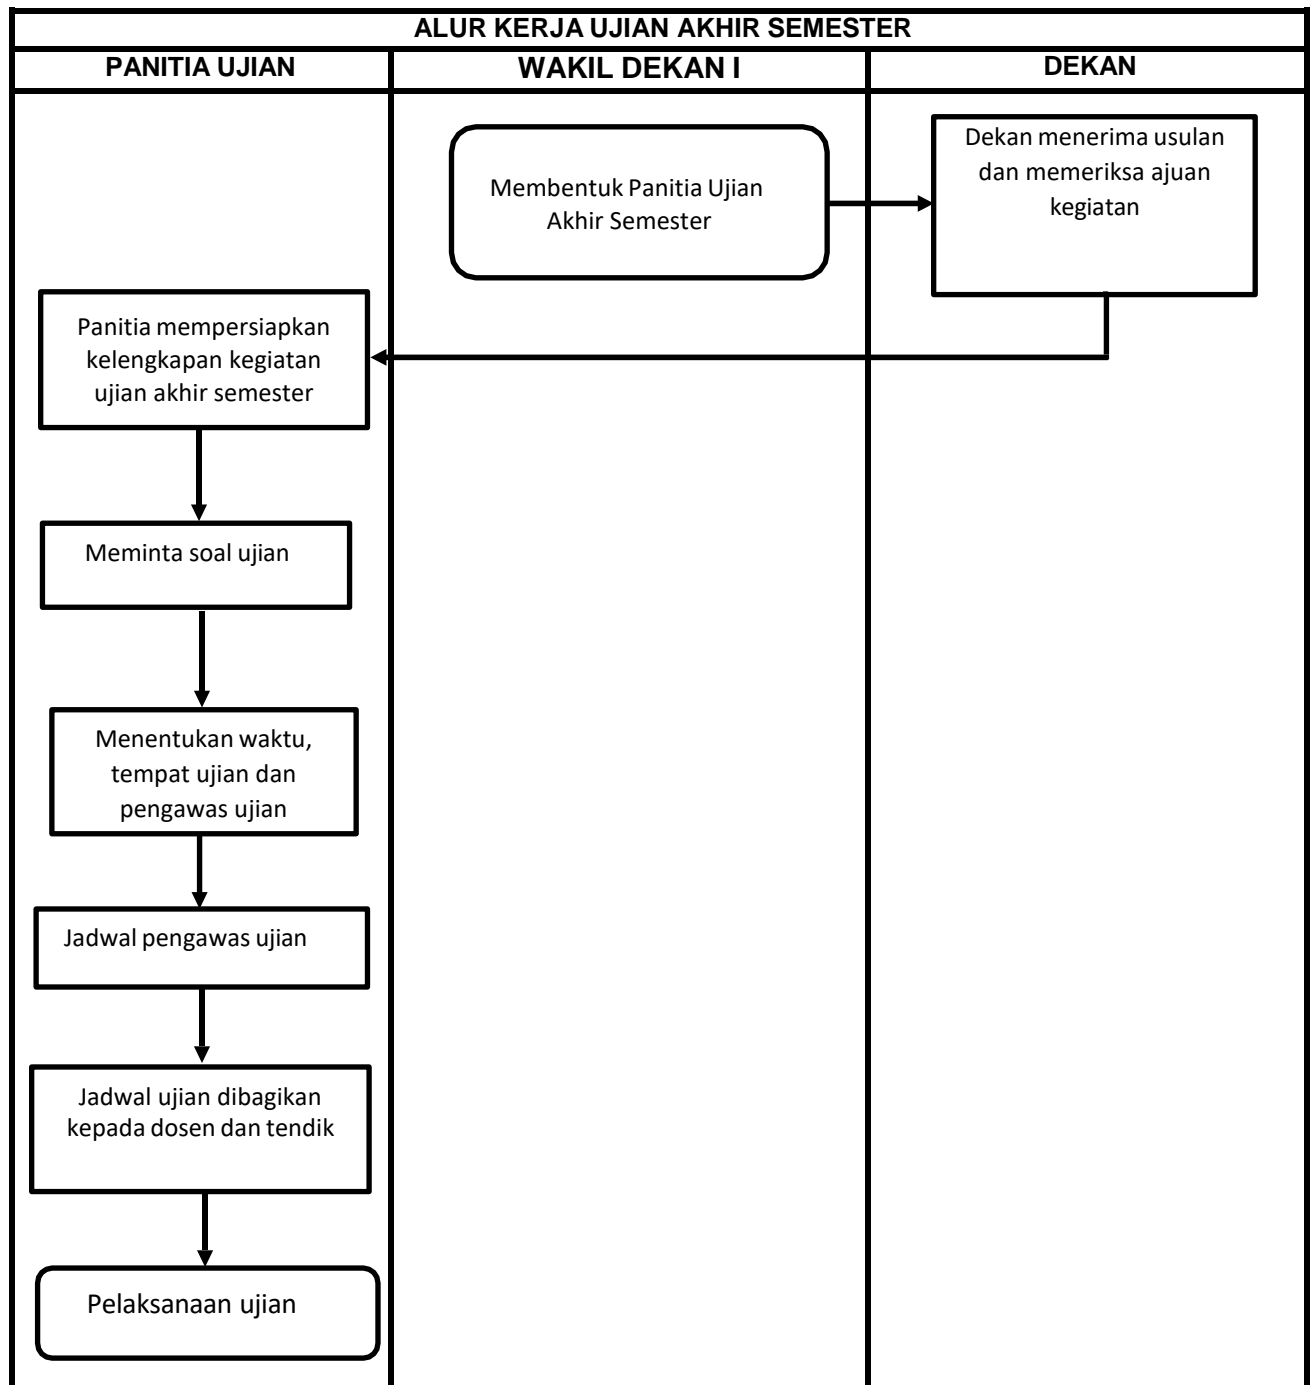 ALUR KERJA UJIAN AKHIR SEMESTER
PANITIA UJIAN
WAKIL DEKAN I
DEKAN
Membentuk Panitia Ujian
Akhir Semester
Dekan menerima usulan
dan memeriksa ajuan
kegiatan
Panitia mempersiapkan
kelengkapan kegiatan
ujian akhir semester
Meminta soal ujian
Menentukan waktu,
tempat ujian dan
pengawas ujian
Jadwal pengawas ujian
Jadwal ujian dibagikan
kepada dosen dan tendik
Pelaksanaan ujian